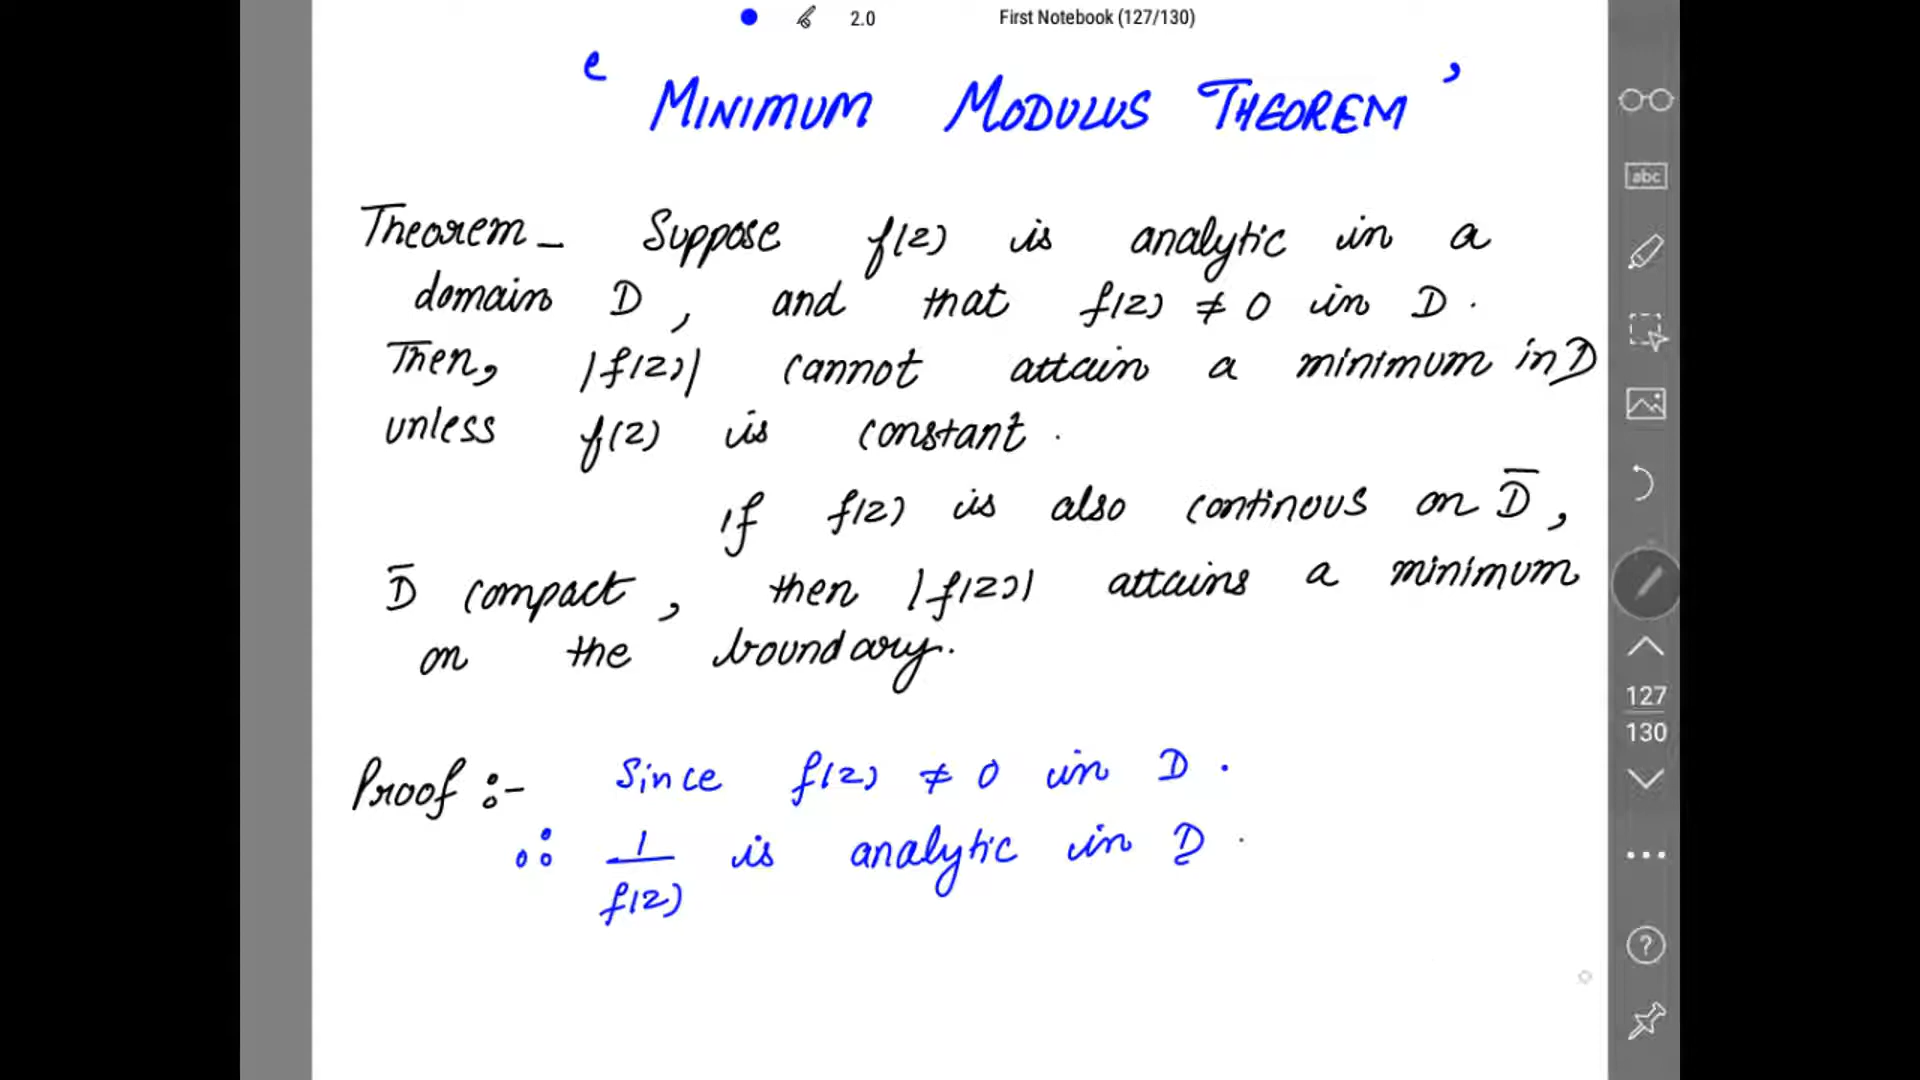 2.0 First Notebook (127/130)
‘ MINIMUM MODULUS THEOREM ’
abc
Theorem - Suppose f(z) is analytic in a
domain D, and that f(z) ≠ 0 in D.
Then, |f(z)| cannot attain a minimum in D
unless f(z) is constant.
If f(z) is also continous on D̅,
D̅ compact, then |f(z)| attains a minimum
on the boundary.
127
130
Proof :- Since f(z) ≠ 0 in D.
∴ 1/f(z) is analytic in D.
?